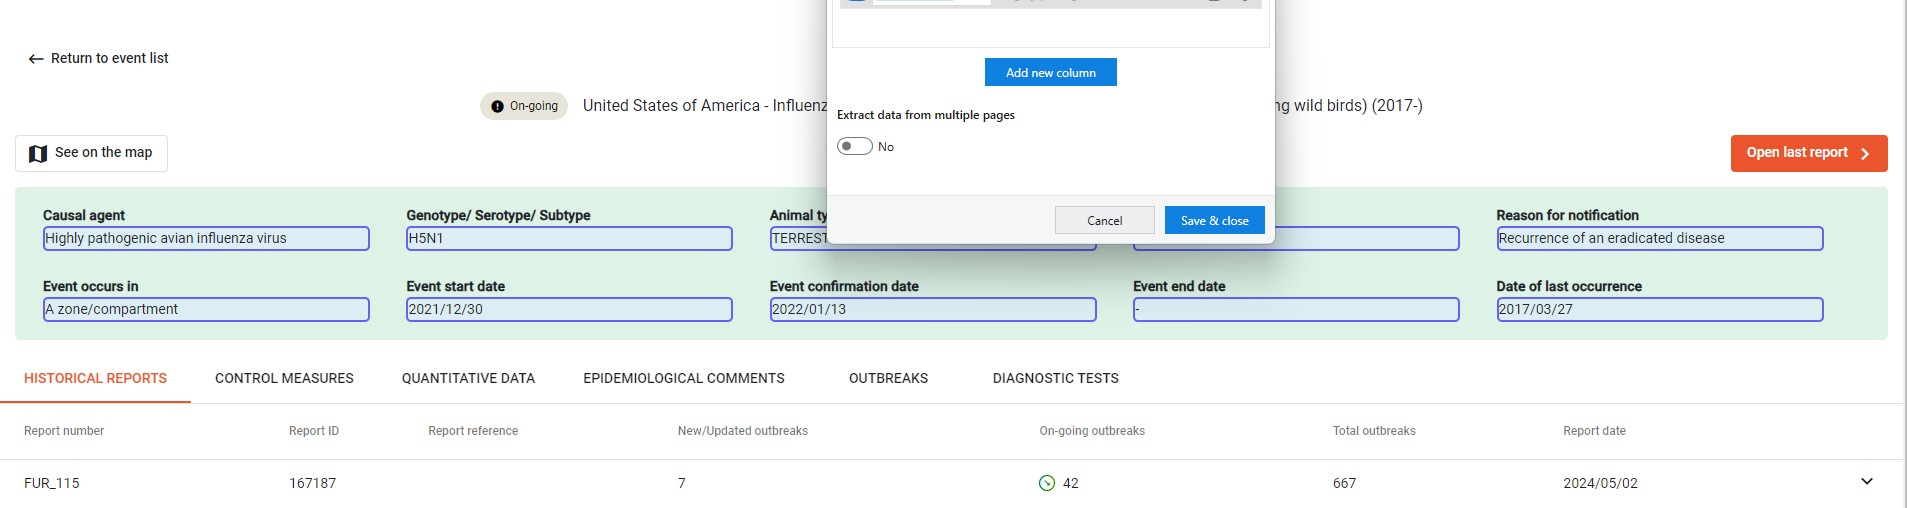 Return to event list
Add new column
On-going United States of America - Influenz
ng wild birds) (2017-)
Extract data from multiple pages
No
See on the map
Open last report
Cancel
Save & close
Causal agent Genotype/ Serotype/ Subtype Animal ty Reason for notification
Highly pathogenic avian influenza virus H5N1 TERREST Recurrence of an eradicated disease
Event occurs in Event start date Event confirmation date Event end date Date of last occurrence
A zone/compartment 2021/12/30 2022/01/13 - 2017/03/27
HISTORICAL REPORTS CONTROL MEASURES QUANTITATIVE DATA EPIDEMIOLOGICAL COMMENTS OUTBREAKS DIAGNOSTIC TESTS
Report number Report ID Report reference New/Updated outbreaks On-going outbreaks Total outbreaks Report date
FUR_115 167187 7 42 667 2024/05/02